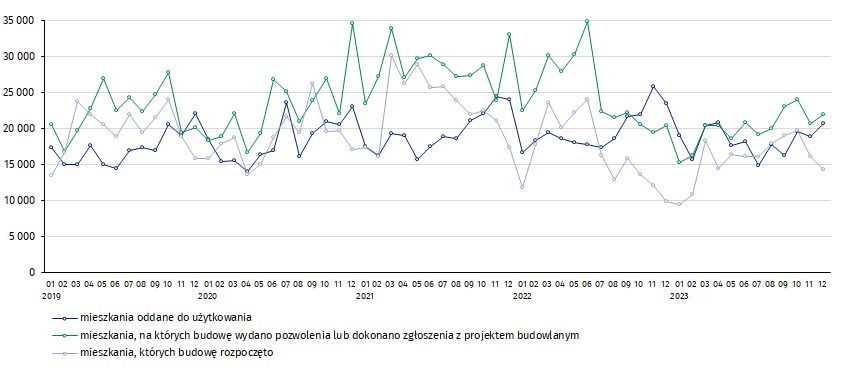 35 000
30 000
25 000
20 000
15 000
10 000
5 000
0
01 02 03 04 05 06 07 08 09 10 11 12 01 02 03 04 05 06 07 08 09 10 11 12 01 02 03 04 05 06 07 08 09 10 11 12 01 02 03 04 05 06 07 08 09 10 11 12 01 02 03 04 05 06 07 08 09 10 11 12
2019 2020 2021 2022 2023
mieszkania oddane do użytkowania
mieszkania, na których budowę wydano pozwolenia lub dokonano zgłoszenia z projektem budowlanym
mieszkania, których budowę rozpoczęto